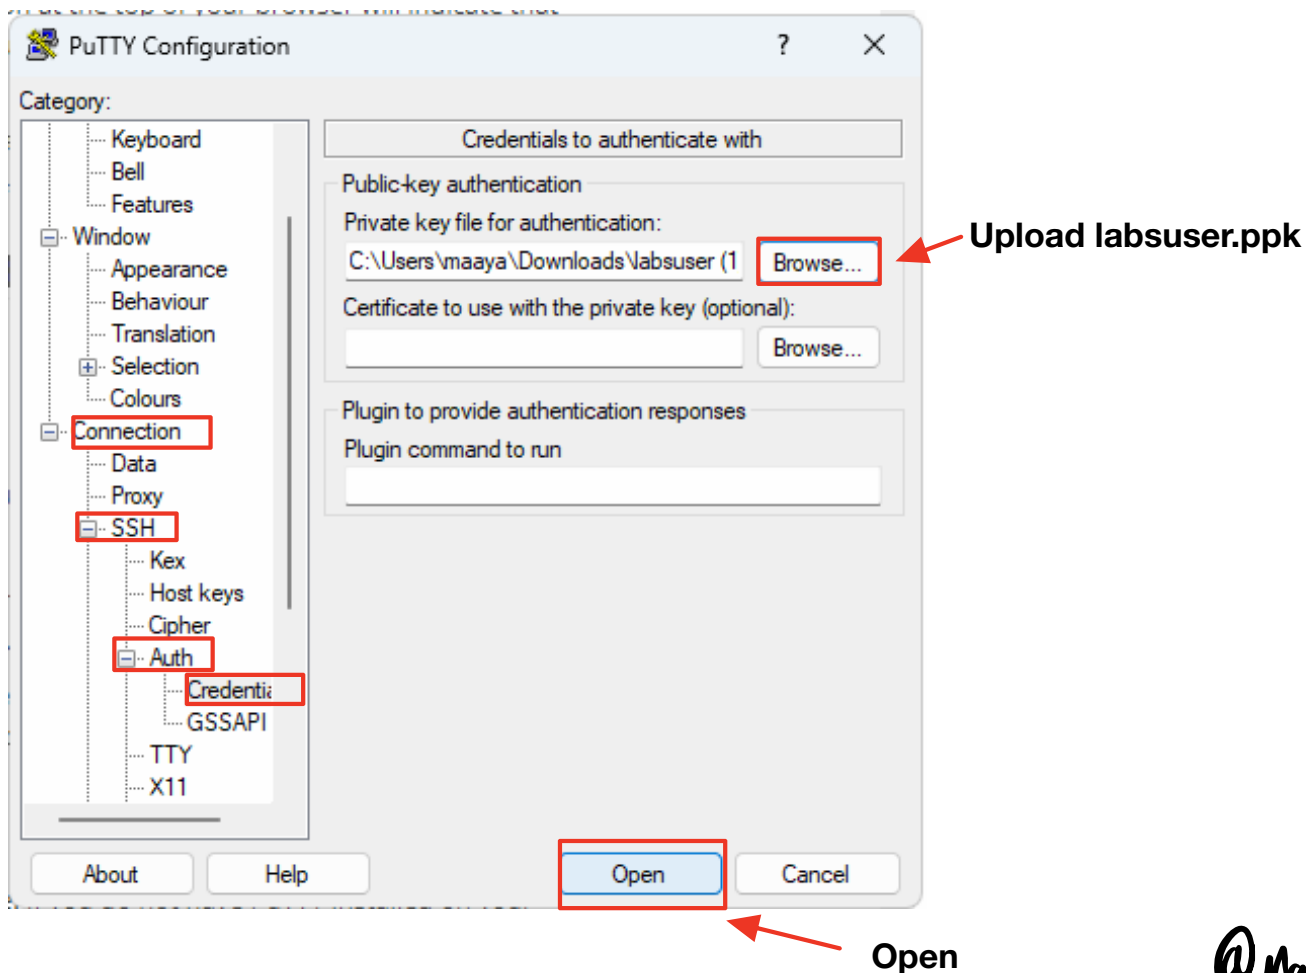 PuTTY Configuration
?
Category:
Keyboard
Bell
Features
Window
Appearance
Behaviour
Translation
Selection
Colours
Connection
Data
Proxy
SSH
Kex
Host keys
Cipher
Auth
Credentia
GSSAPI
TTY
X11
Credentials to authenticate with
Public-key authentication
Private key file for authentication:
C:\Users\maaya\Downloads\labsuser (1
Browse...
Certificate to use with the private key (optional):
Browse...
Plugin to provide authentication responses
Plugin command to run
About
Help
Open
Cancel
Upload labsuser.ppk
Open